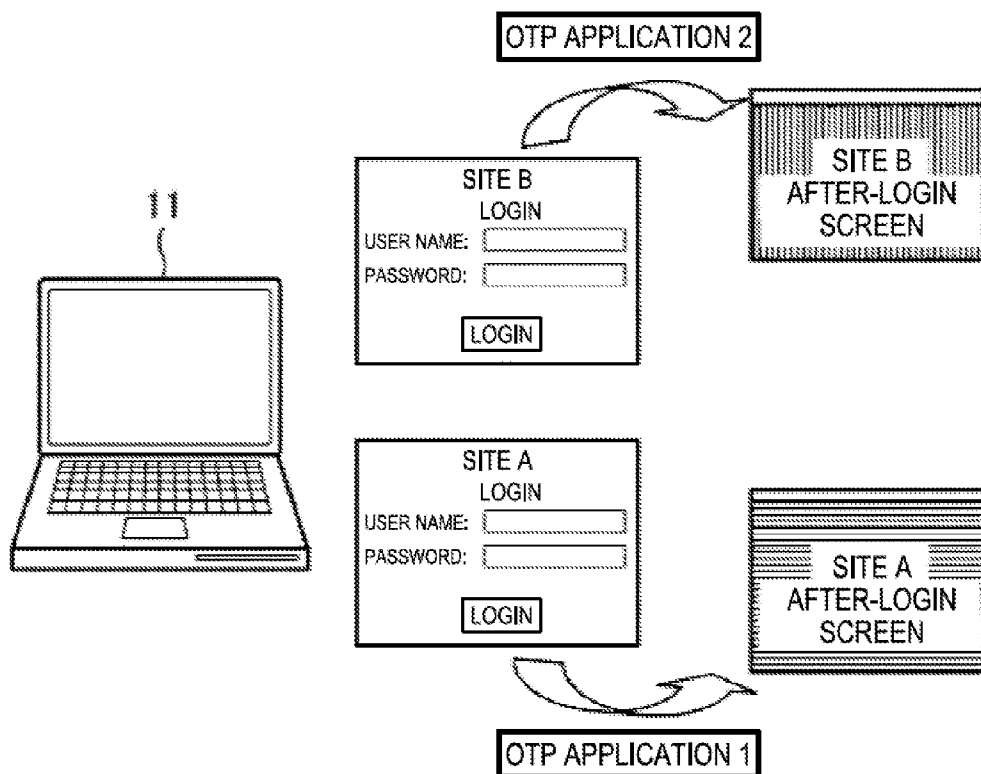 OTP APPLICATION 2
11
SITE B
LOGIN
USER NAME:
PASSWORD:
LOGIN
SITE B
AFTER-LOGIN
SCREEN
SITE A
LOGIN
USER NAME:
PASSWORD:
LOGIN
SITE A
AFTER-LOGIN
SCREEN
OTP APPLICATION 1